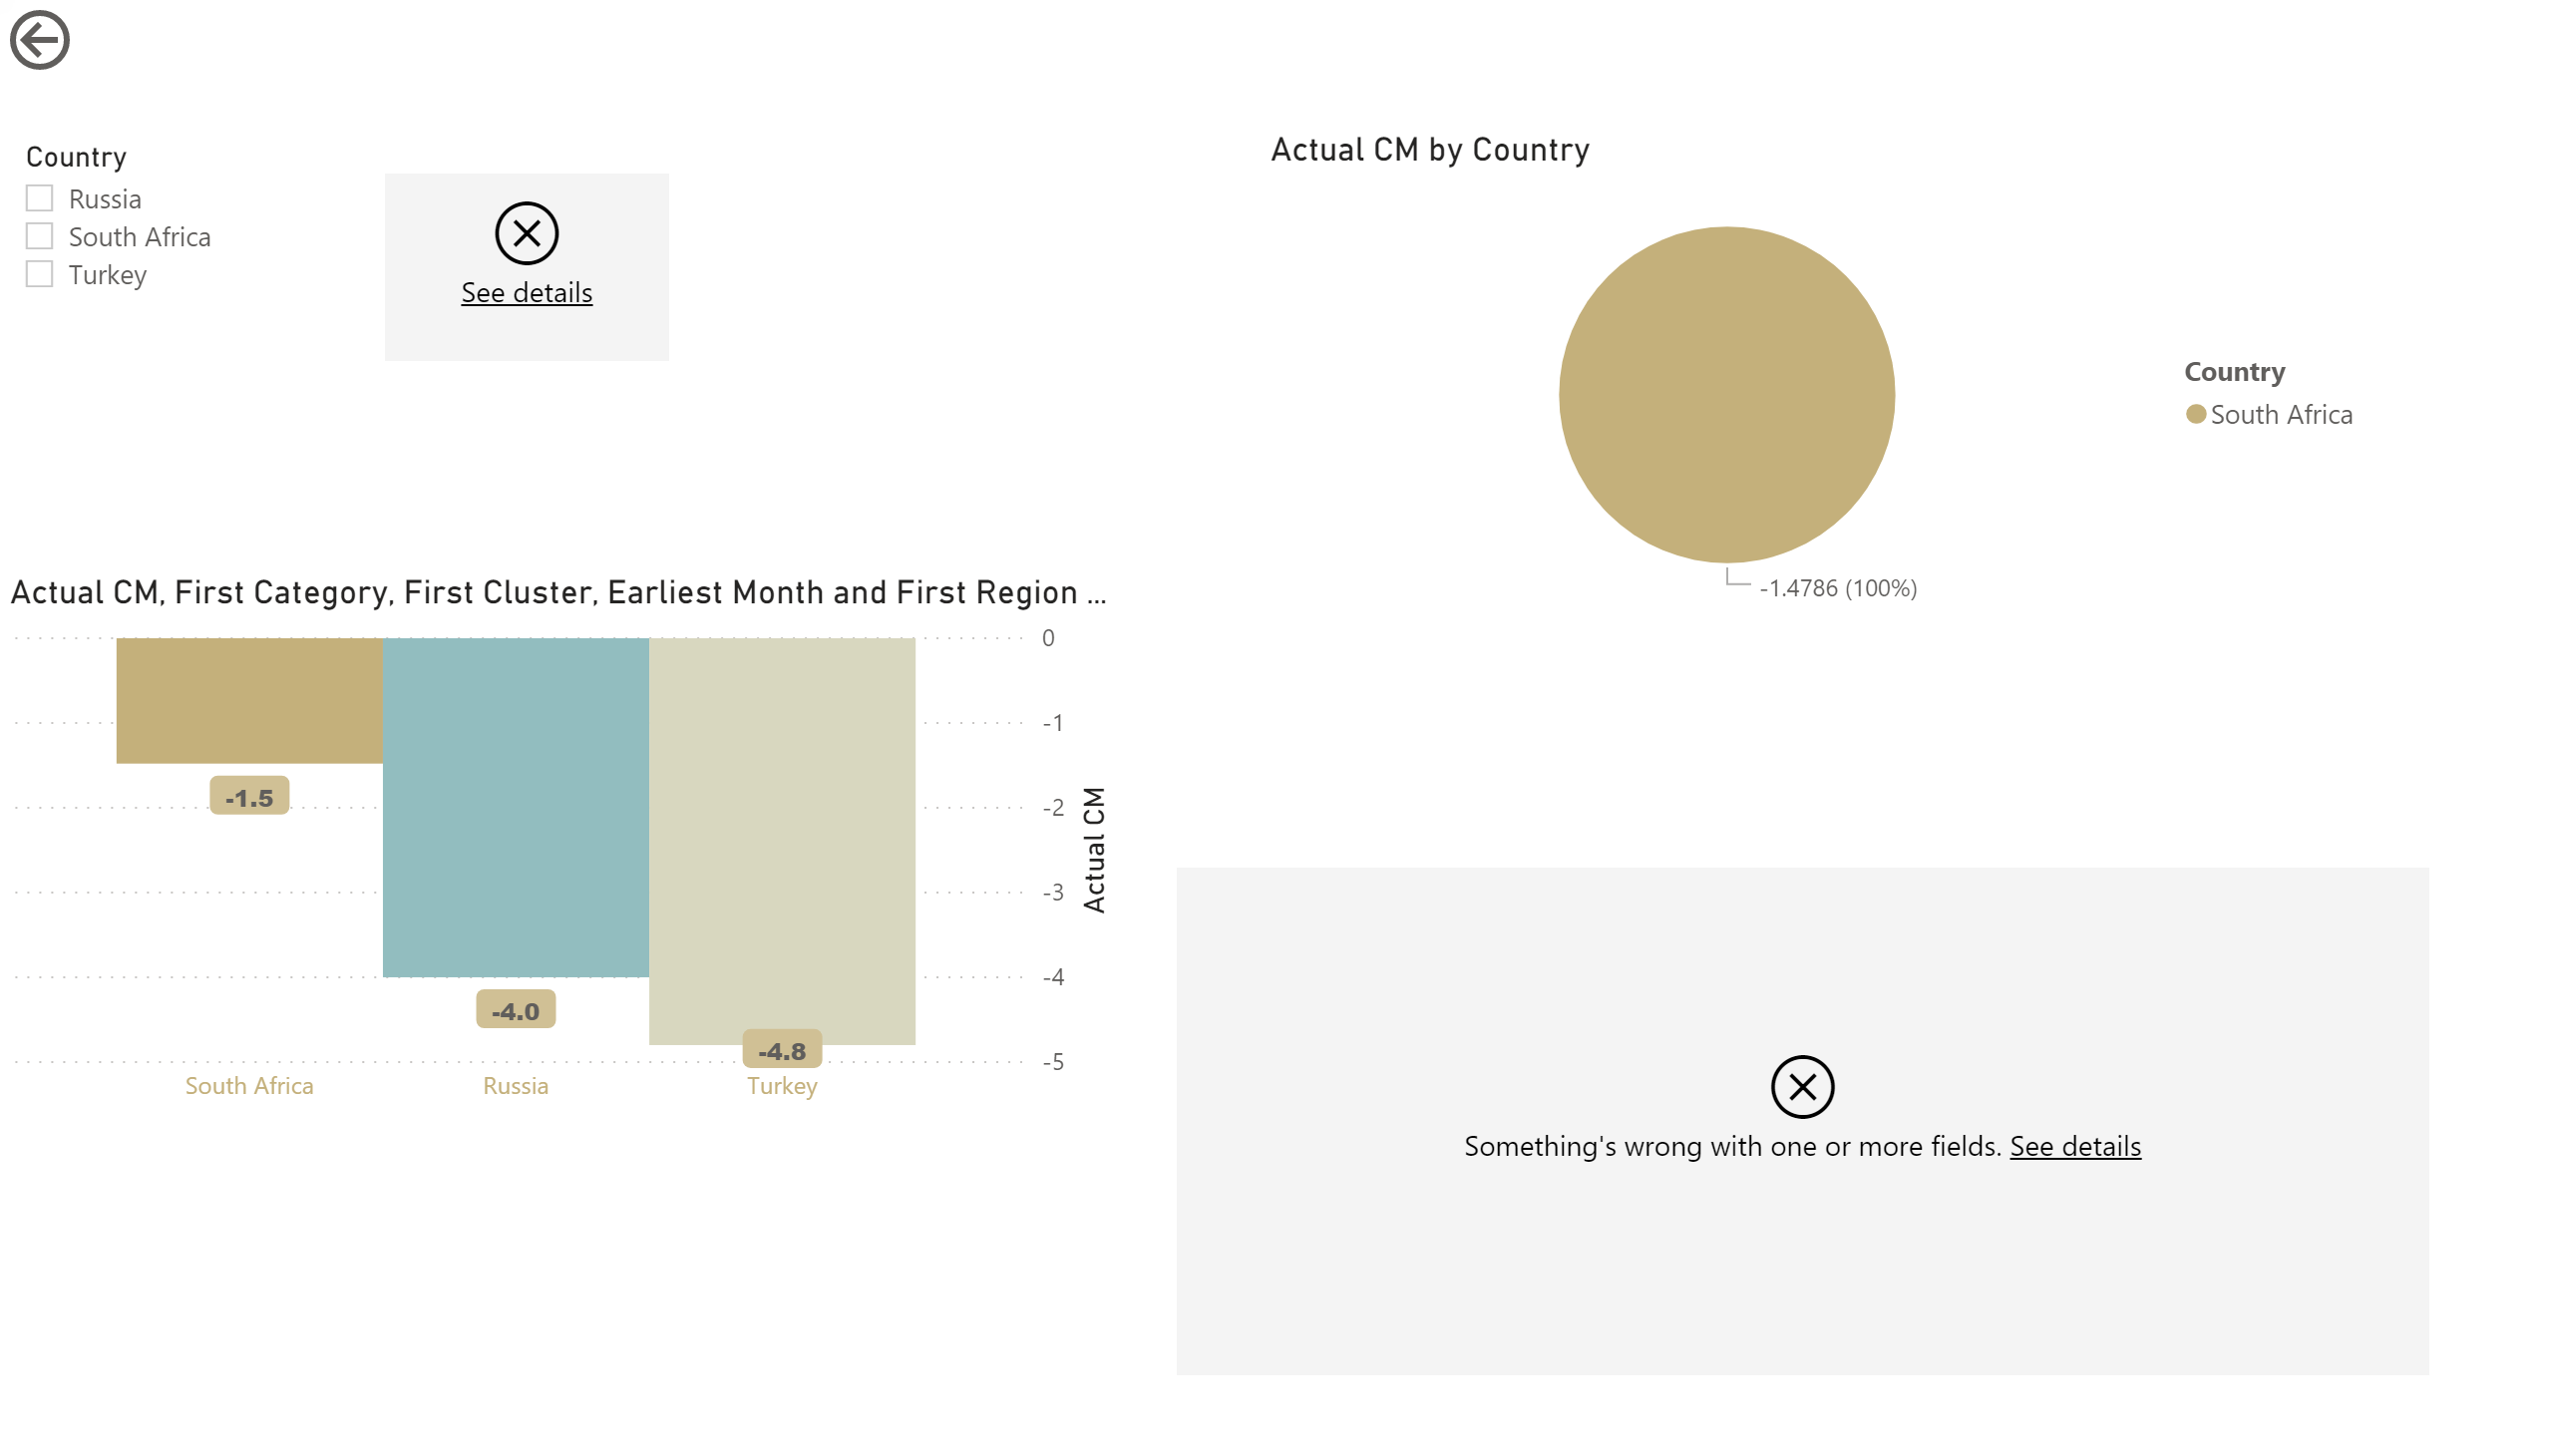 Country
Russia
South Africa
Turkey
See details
Actual CM by Country
-1.4786 (100%)
Country
South Africa
Actual CM, First Category, First Cluster, Earliest Month and First Region ...
0
-1
-2
-3
-4
-5
Actual CM
-1.5
-4.0
-4.8
South Africa
Russia
Turkey
Something's wrong with one or more fields. See details